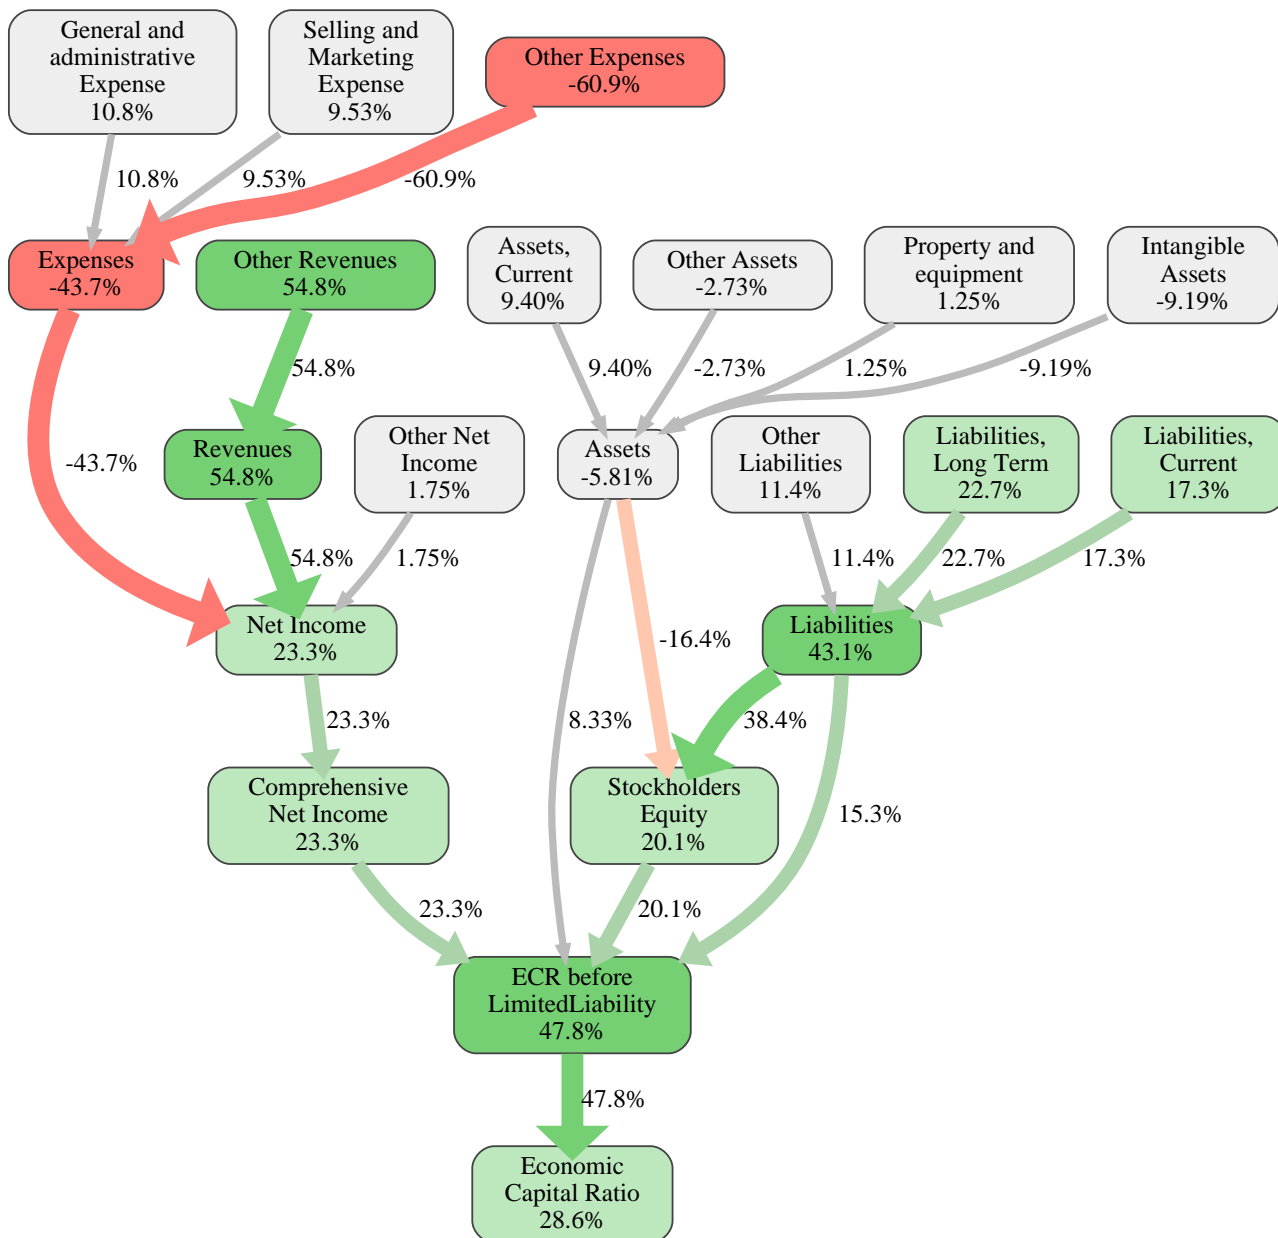 General and
administrative
Expense
10.8%
Selling and
Marketing
Expense
9.53%
Other Expenses
-60.9%
10.8%
9.53%
-60.9%
Expenses
-43.7%
Other Revenues
54.8%
Assets,
Current
9.40%
Other Assets
-2.73%
Property and
equipment
1.25%
Intangible
Assets
-9.19%
54.8%
9.40%
-2.73%
1.25%
-9.19%
-43.7%
Revenues
54.8%
Other Net
Income
1.75%
Assets
-5.81%
Other
Liabilities
11.4%
Liabilities,
Long Term
22.7%
Liabilities,
Current
17.3%
54.8%
1.75%
11.4%
22.7%
17.3%
Net Income
23.3%
-16.4%
Liabilities
43.1%
23.3%
8.33%
38.4%
Comprehensive
Net Income
23.3%
Stockholders
Equity
20.1%
15.3%
23.3%
20.1%
ECR before
LimitedLiability
47.8%
47.8%
Economic
Capital Ratio
28.6%